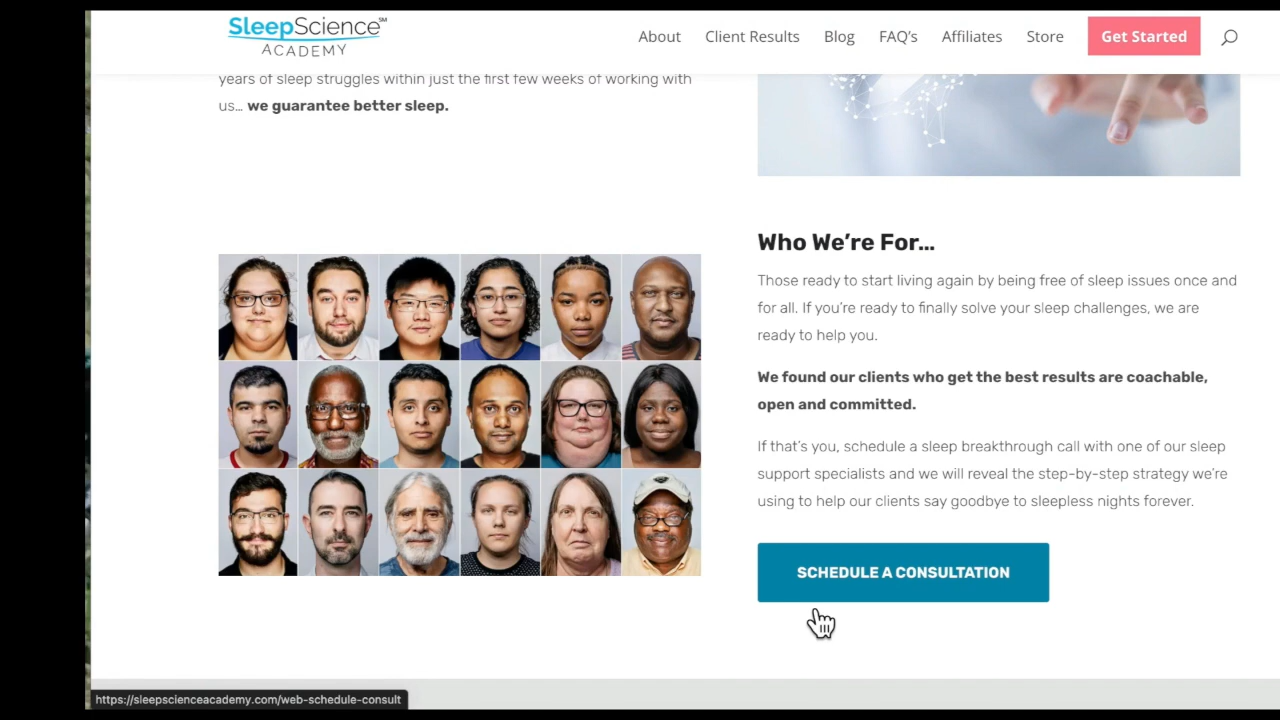 SleepScience℠
ACADEMY
About
Client Results
Blog
FAQ's
Affiliates
Store
Get Started
years of sleep struggles within just the first few weeks of working with
us... we guarantee better sleep.
Who We’re For...
Those ready to start living again by being free of sleep issues once and
for all. If you’re ready to finally solve your sleep challenges, we are
ready to help you.
We found our clients who get the best results are coachable,
open and committed.
If that’s you, schedule a sleep breakthrough call with one of our sleep
support specialists and we will reveal the step-by-step strategy we’re
using to help our clients say goodbye to sleepless nights forever.
SCHEDULE A CONSULTATION
https://sleepscienceacademy.com/web-schedule-consult